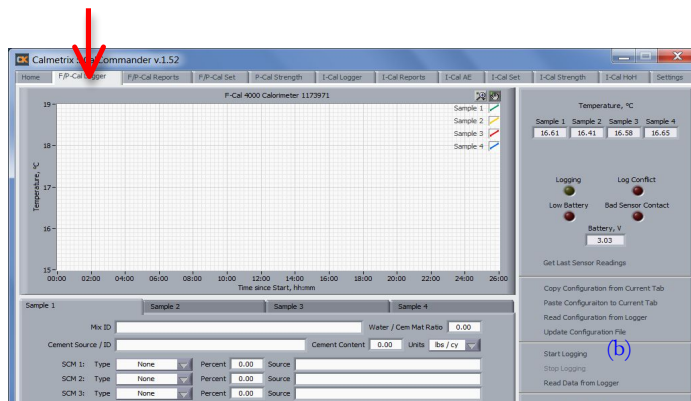 Calmetrix CalCommander v.1.52
Home F/P-Cal Logger F/P-Cal Reports F/P-Cal Set P-Cal Strength I-Cal Logger I-Cal Reports I-Cal AE I-Cal Set I-Cal Strength I-Cal HoH Settings
F-Cal 4000 Calorimeter 1173971
Sample 1
Sample 2
Sample 3
Sample 4
Temperature, ºC
19
18
17
16
15
00:00 02:00 04:00 06:00 08:00 10:00 12:00 14:00 16:00 18:00 20:00 22:00 24:00 26:00
Time since Start, hh:mm
Temperature, ºC
Sample 1 Sample 2 Sample 3 Sample 4
16.61 16.41 16.58 16.65
Logging Log Conflict
Low Battery Bad Sensor Contact
Battery, V
3.03
Get Last Sensor Readings
Copy Configuration from Current Tab
Paste Configuraiton to Current Tab
Read Configuration from Logger
Update Configuration File
Start Logging
(b)
Stop Logging
Read Data from Logger
Sample 1 Sample 2 Sample 3 Sample 4
Mix ID Water / Cem Mat Ratio 0.00
Cement Source / ID Cement Content 0.00 Units lbs / cy
SCM 1: Type None Percent 0.00 Source
SCM 2: Type None Percent 0.00 Source
SCM 3: Type None Percent 0.00 Source